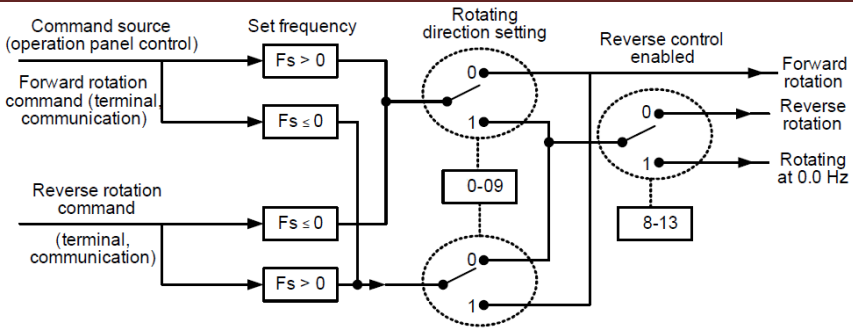 Command source
(operation panel control)
Set frequency
Rotating
direction setting
Reverse control
enabled
Fs > 0
0
Forward
rotation
Forward rotation
command (terminal,
communication)
Fs ≤ 0
1
0
Reverse
rotation
1
Rotating
at 0.0 Hz
0-09
8-13
Reverse rotation
command
(terminal,
communication)
Fs ≤ 0
Fs > 0
0
1